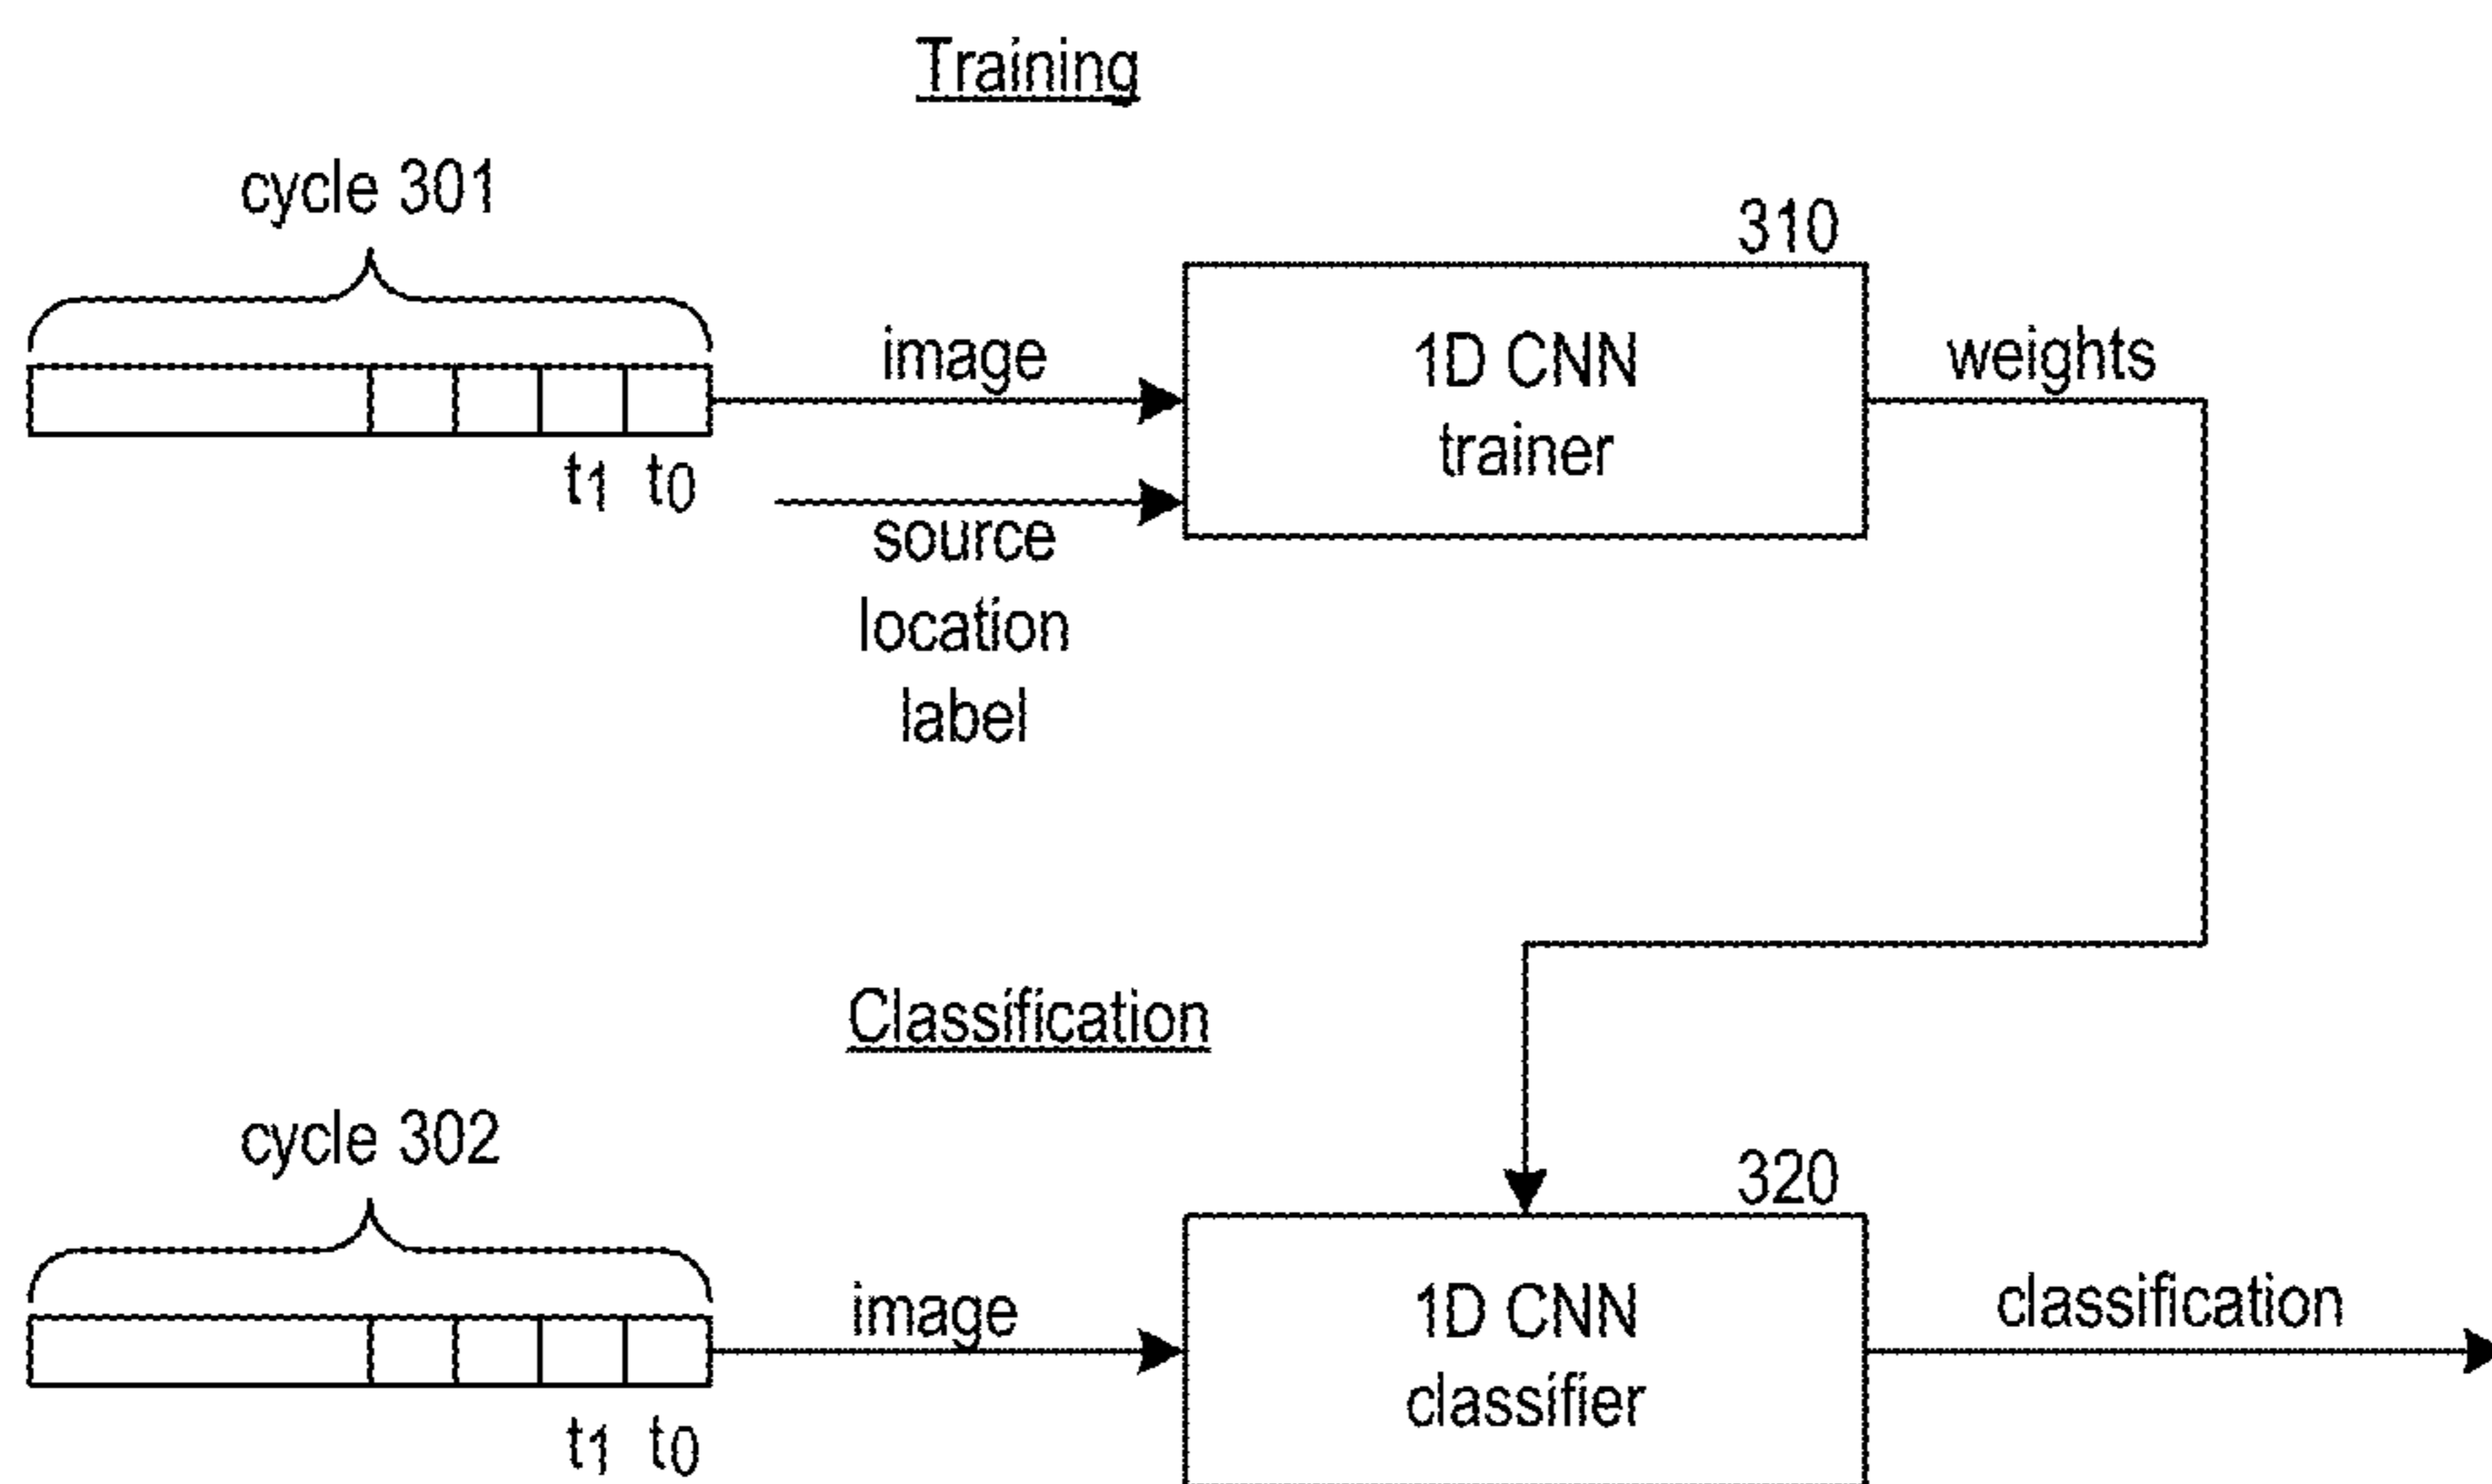 Training
cycle 301
310
image
1D CNN
trainer
weights
t1 t0
source
location
label
Classification
cycle 302
320
image
1D CNN
classifier
classification
t1 t0